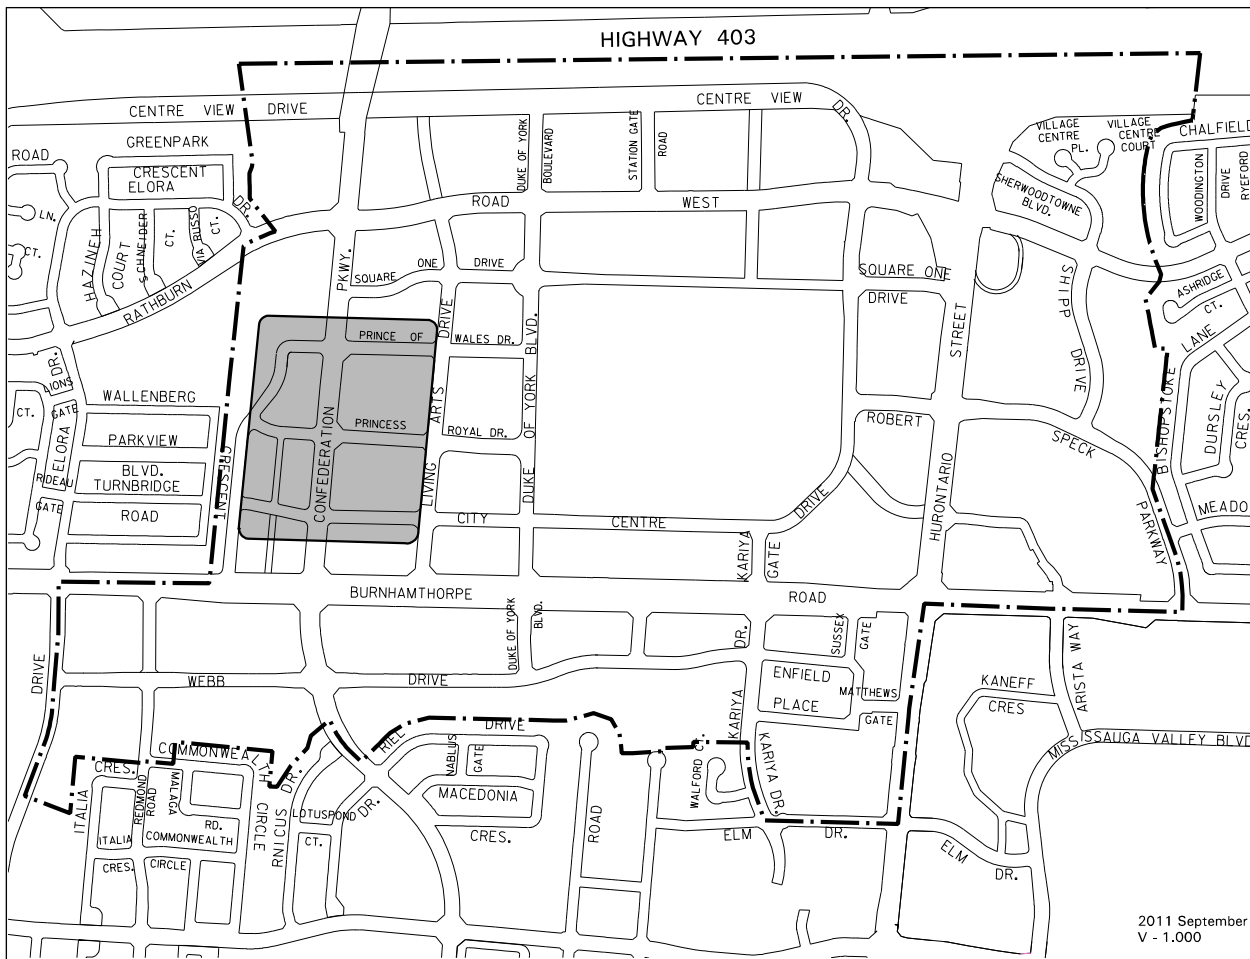 HIGHWAY 403
CENTRE VIEW DRIVE
CENTRE VIEW
DR.
GREENPARK
ROAD
CRESCENT
ELORA
DR.
LN.
CT.
HAZINEH
COURT
SCHNEIDER
CT.
VIA RUSSO
CT.
RATHBURN
ROAD
WEST
DUKE OF YORK
BOULEVARD
STATION GATE
ROAD
VILLAGE
CENTRE
PL.
VILLAGE
CENTRE
COURT
CHALFIELD
SHERWOODTOWNE
BLVD.
WOODINGTON
DRIVE
RYEFORD
PKWY.
SQUARE ONE DRIVE
SQUARE ONE
DRIVE
SHIPP
DRIVE
ASHRIDGE
CT.
LANE
STREET
PRINCE OF
WALES DR.
DRIVE
DUKE OF YORK BLVD.
DR.
LIONS
GATE
CT.
WALLENBERG
PARKVIEW
BLVD.
TURNBRIDGE
ROAD
ELORA
RIDEAU
GATE
CRESCENT
CONFEDERATION
PRINCESS
ROYAL DR.
LIVING
ARTS
ROBERT
SPECK
PARKWAY
BISHOPSTOKE
DURSLEY
CRES.
MEADO
HURONTARIO
CITY
CENTRE
DRIVE
KARIYA
GATE
BURNHAMTHORPE
ROAD
DUKE OF YORK
BLVD.
DR.
SUSSEX
GATE
DRIVE
WEBB
DRIVE
ENFIELD
PLACE
MATTHEWS
GATE
KARIYA
KARIYA DR.
KANEFF
CRES
ARISTA WAY
MISSISSAUGA VALLEY BLVD
COMMONWEALTH
CIRCLE
CRES.
ITALIA
REDMOND
ROAD
MALAGA
RD.
ITALIA
CRES.
COMMONWEALTH
CIRCLE
DR.
SUCINR
LOTUSPOND
CT.
DR.
RIEL
DRIVE
NABLUS
GATE
MACEDONIA
CRES.
ROAD
WALFORD CT.
ELM
DR.
ELM
DR.
2011 September
V - 1.000